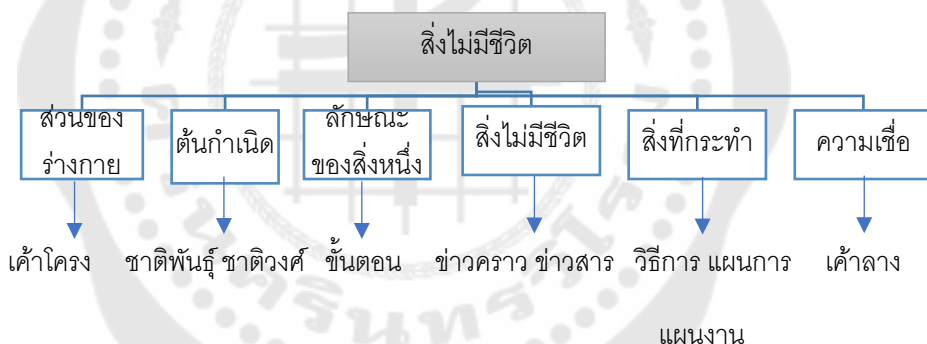 สิ่งไม่มีชีวิต
ส่วนของ
ร่างกาย
ต้นกำเนิด
ลักษณะ
ของสิ่งหนึ่ง
สิ่งไม่มีชีวิต
สิ่งที่กระทำ
ความเชื่อ
เค้าโครง
ชาติพันธุ์ ชาติวงศ์
ขั้นตอน
ข่าวคราว ข่าวสาร
วิธีการ แผนการ
แผนงาน
เค้าลาง